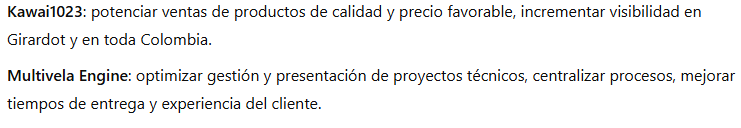 Kawai1023: potenciar ventas de productos de calidad y precio favorable, incrementar visibilidad en
Girardot y en toda Colombia.
Multivela Engine: optimizar gestión y presentación de proyectos técnicos, centralizar procesos, mejorar
tiempos de entrega y experiencia del cliente.